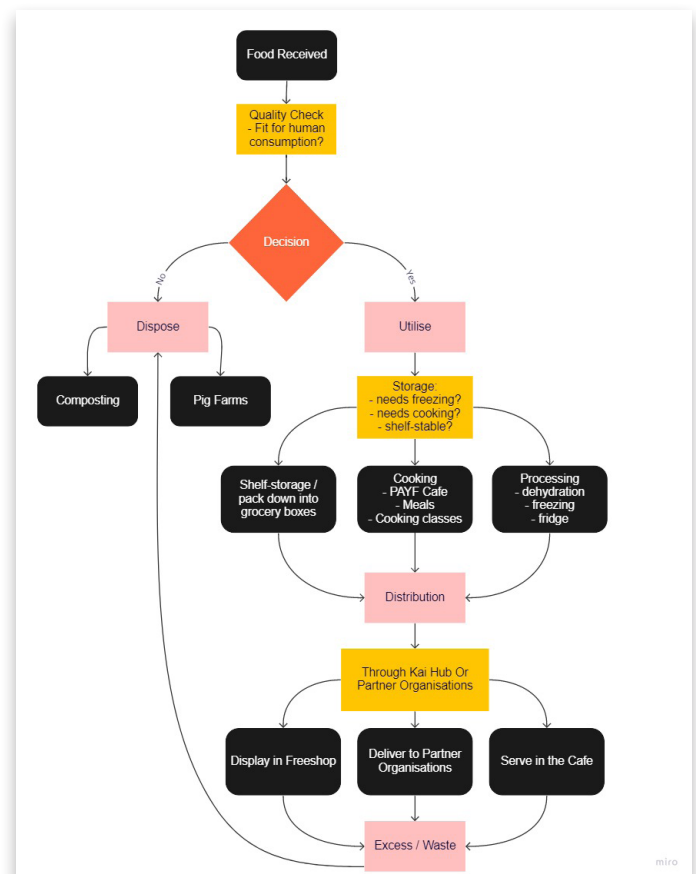 Food Received
Quality Check
- Fit for human
consumption?
Decision
No
Yes
Dispose
Utilise
Composting
Pig Farms
Storage:
- needs freezing?
- needs cooking?
- shelf-stable?
Shelf-storage /
pack down into
grocery boxes
Cooking
- PAYF Cafe
- Meals
- Cooking classes
Processing
- dehydration
- freezing
- fridge
Distribution
Through Kai Hub Or
Partner Organisations
Display in Freeshop
Deliver to Partner
Organisations
Serve in the Cafe
Excess / Waste
miro